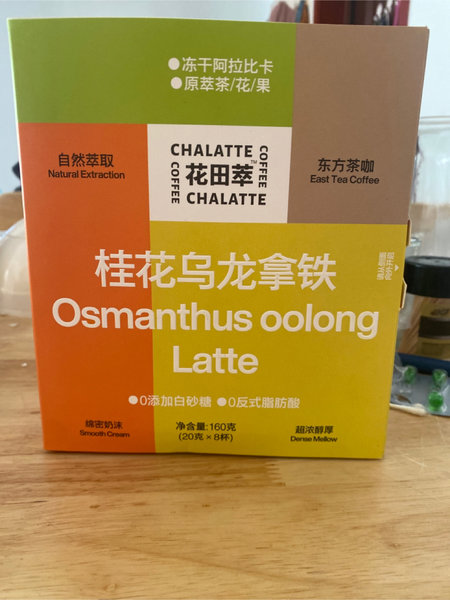 ●冻干阿拉比卡
●原萃茶/花/果
自然萃取
Natural Extraction
CHALATTE
COFFEE
花田萃™
COFFEE
CHALATTE
东方茶咖
East Tea Coffee
桂花乌龙拿铁
Osmanthus oolong
Latte
●0添加白砂糖 ●0反式脂肪酸
绵密奶沫
Smooth Cream
净含量:160克
(20克×8杯)
超浓醇厚
Dense Mellow